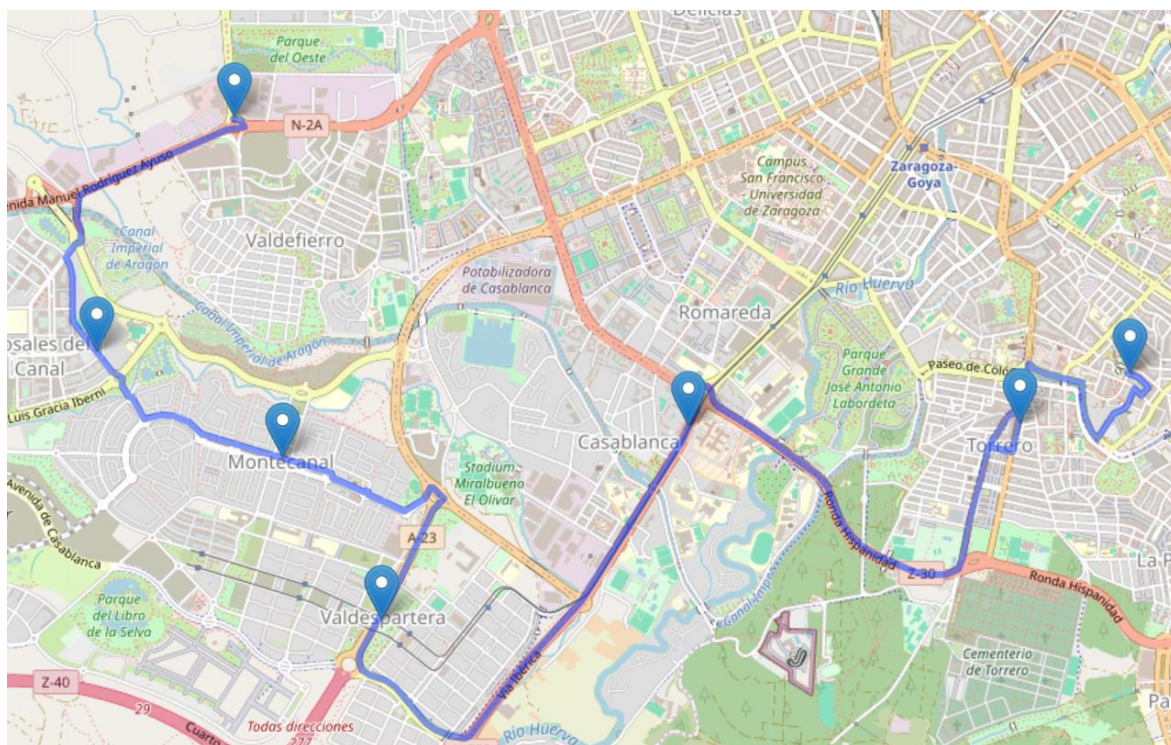 Delicias
Parque
del Oeste
N-2A
Avenida Manuel Rodríguez Ayuso
Canal
Imperial
de Aragón
Valdefierro
Canal Imperial de Aragón
Potabilizadora
de Casablanca
Campus
San Francisco-
Universidad
de Zaragoza
Zaragoza-
Goya
Río Huerva
Romareda
Parque
Grande
José Antonio
Labordeta
Paseo de Coló
osales del
Canal
Luis Gracia Iberni
Montecanal
Casablanca
Torrero
Stadium
Miralbueno
El Olivar
A-23
Avenida de Casablanca
Ronda Hispanidad
Z-30
Ronda Hispanidad
La P
Canal Imp
Parque
del Libro
de la Selva
Valdespartera
Vía Ibérica
Cementerio
de Torrero
Z-40
29
Cuarto
Todas direcciones
Río Huerva
Pa